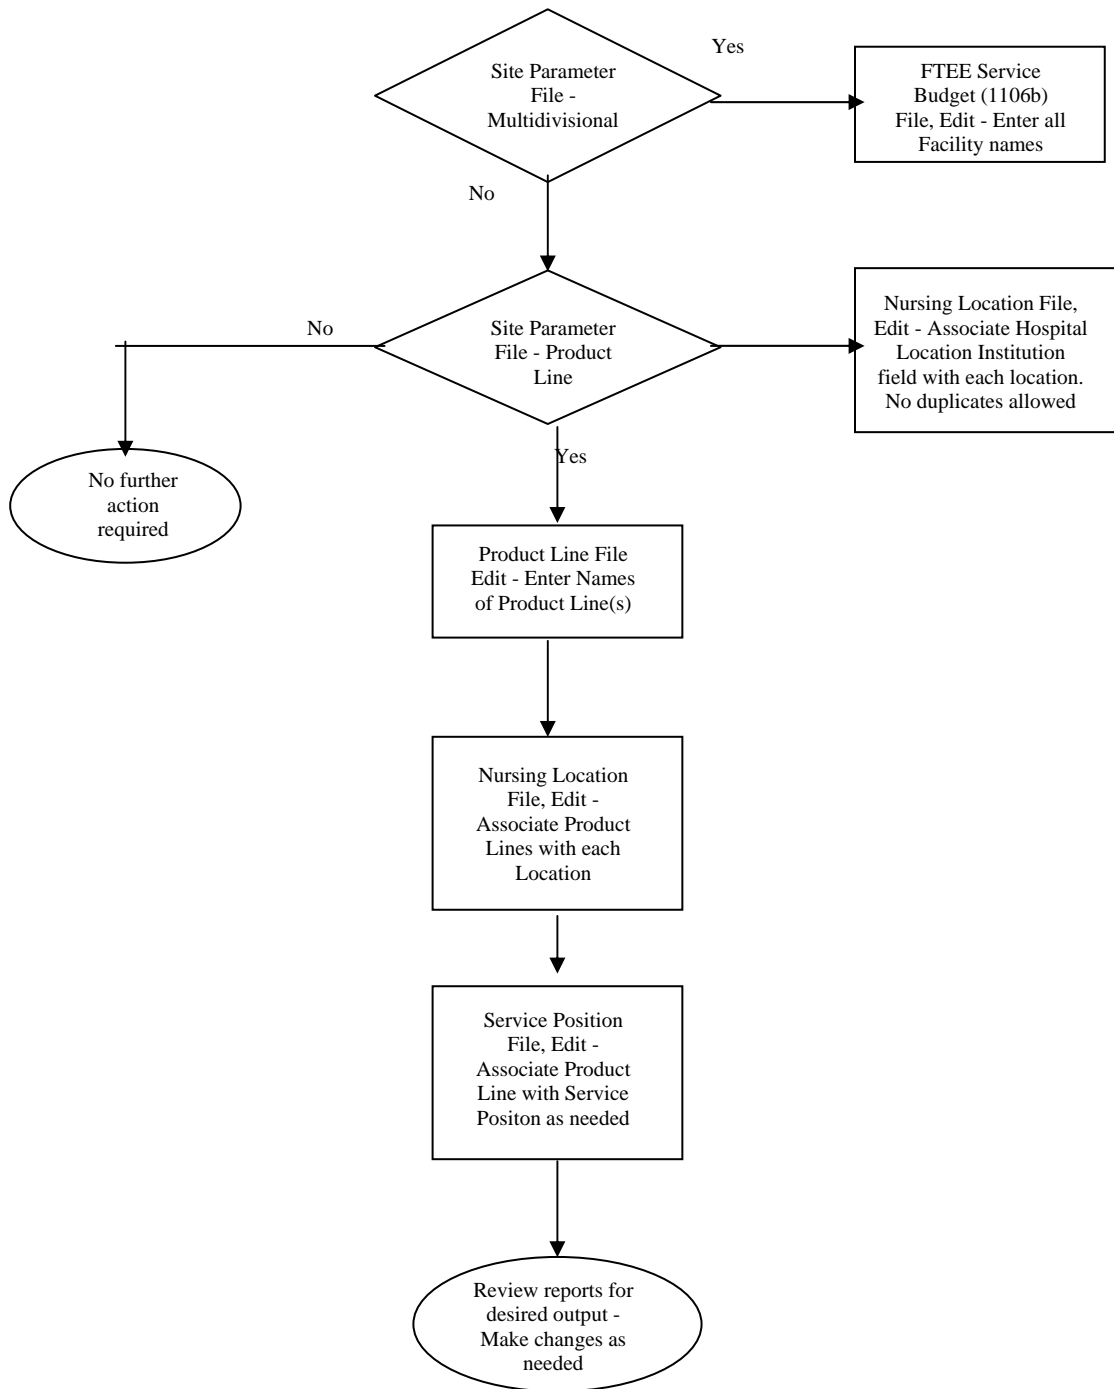 Yes
Site Parameter
File -
Multidivisional
FTEE Service
Budget (1106b)
File, Edit - Enter all
Facility names
No
No
Site Parameter
File - Product
Line
Nursing Location File,
Edit - Associate Hospital
Location Institution
field with each location.
No duplicates allowed
Yes
No further
action
required
Product Line File
Edit - Enter Names
of Product Line(s)
Nursing Location
File, Edit -
Associate Product
Lines with each
Location
Service Position
File, Edit -
Associate Product
Line with Service
Positon as needed
Review reports for
desired output -
Make changes as
needed